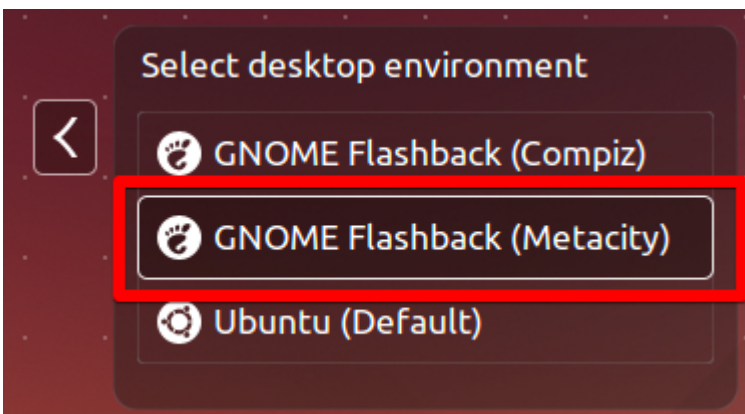 Select desktop environment
GNOME Flashback (Compiz)
GNOME Flashback (Metacity)
Ubuntu (Default)